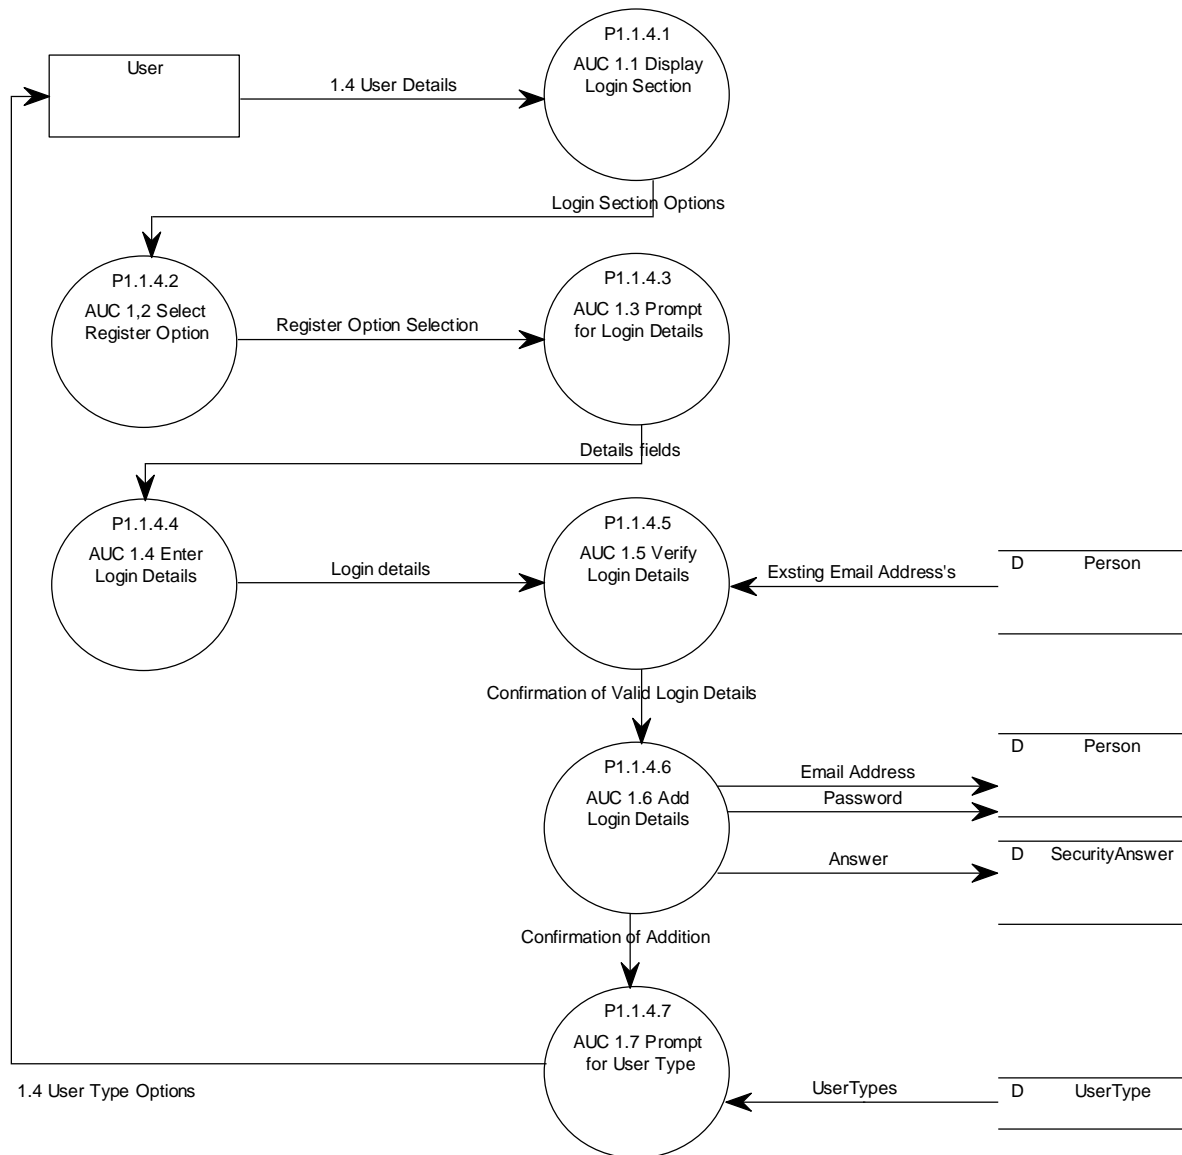 P1.1.4.1
AUC 1.1 Display
Login Section
User
1.4 User Details
Login Section Options
P1.1.4.2
AUC 1,2 Select
Register Option
Register Option Selection
P1.1.4.3
AUC 1.3 Prompt
for Login Details
Details fields
P1.1.4.4
AUC 1.4 Enter
Login Details
Login details
P1.1.4.5
AUC 1.5 Verify
Login Details
Exsting Email Address's
D Person
Confirmation of Valid Login Details
P1.1.4.6
AUC 1.6 Add
Login Details
Email Address
Password
D Person
Answer
D SecurityAnswer
Confirmation of Addition
P1.1.4.7
AUC 1.7 Prompt
for User Type
1.4 User Type Options
UserTypes
D UserType